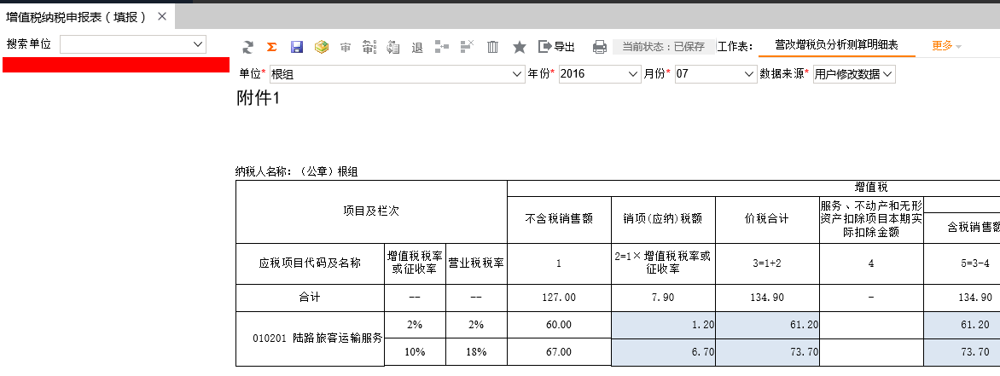 增值税纳税申报表（填报） ×
搜索单位
Σ 审 审 退 导出 当前状态：已保存 工作表： 营改增税负分析测算明细表 更多
单位* 根组 年份* 2016 月份* 07 数据来源* 用户修改数据
附件1
纳税人名称：（公章）根组
增值税
项目及栏次
不含税销售额
销项(应纳)税额
价税合计
服务、不动产和无形
资产扣除项目本期实
际扣除金额
含税销售额
应税项目代码及名称
增值税税率
或征收率
营业税税率
1
2=1×增值税税率或
征收率
3=1+2
4
5=3-4
合计 -- -- 127.00 7.90 134.90 - 134.90
010201 陆路旅客运输服务
2% 2% 60.00 1.20 61.20 61.20
10% 18% 67.00 6.70 73.70 73.70